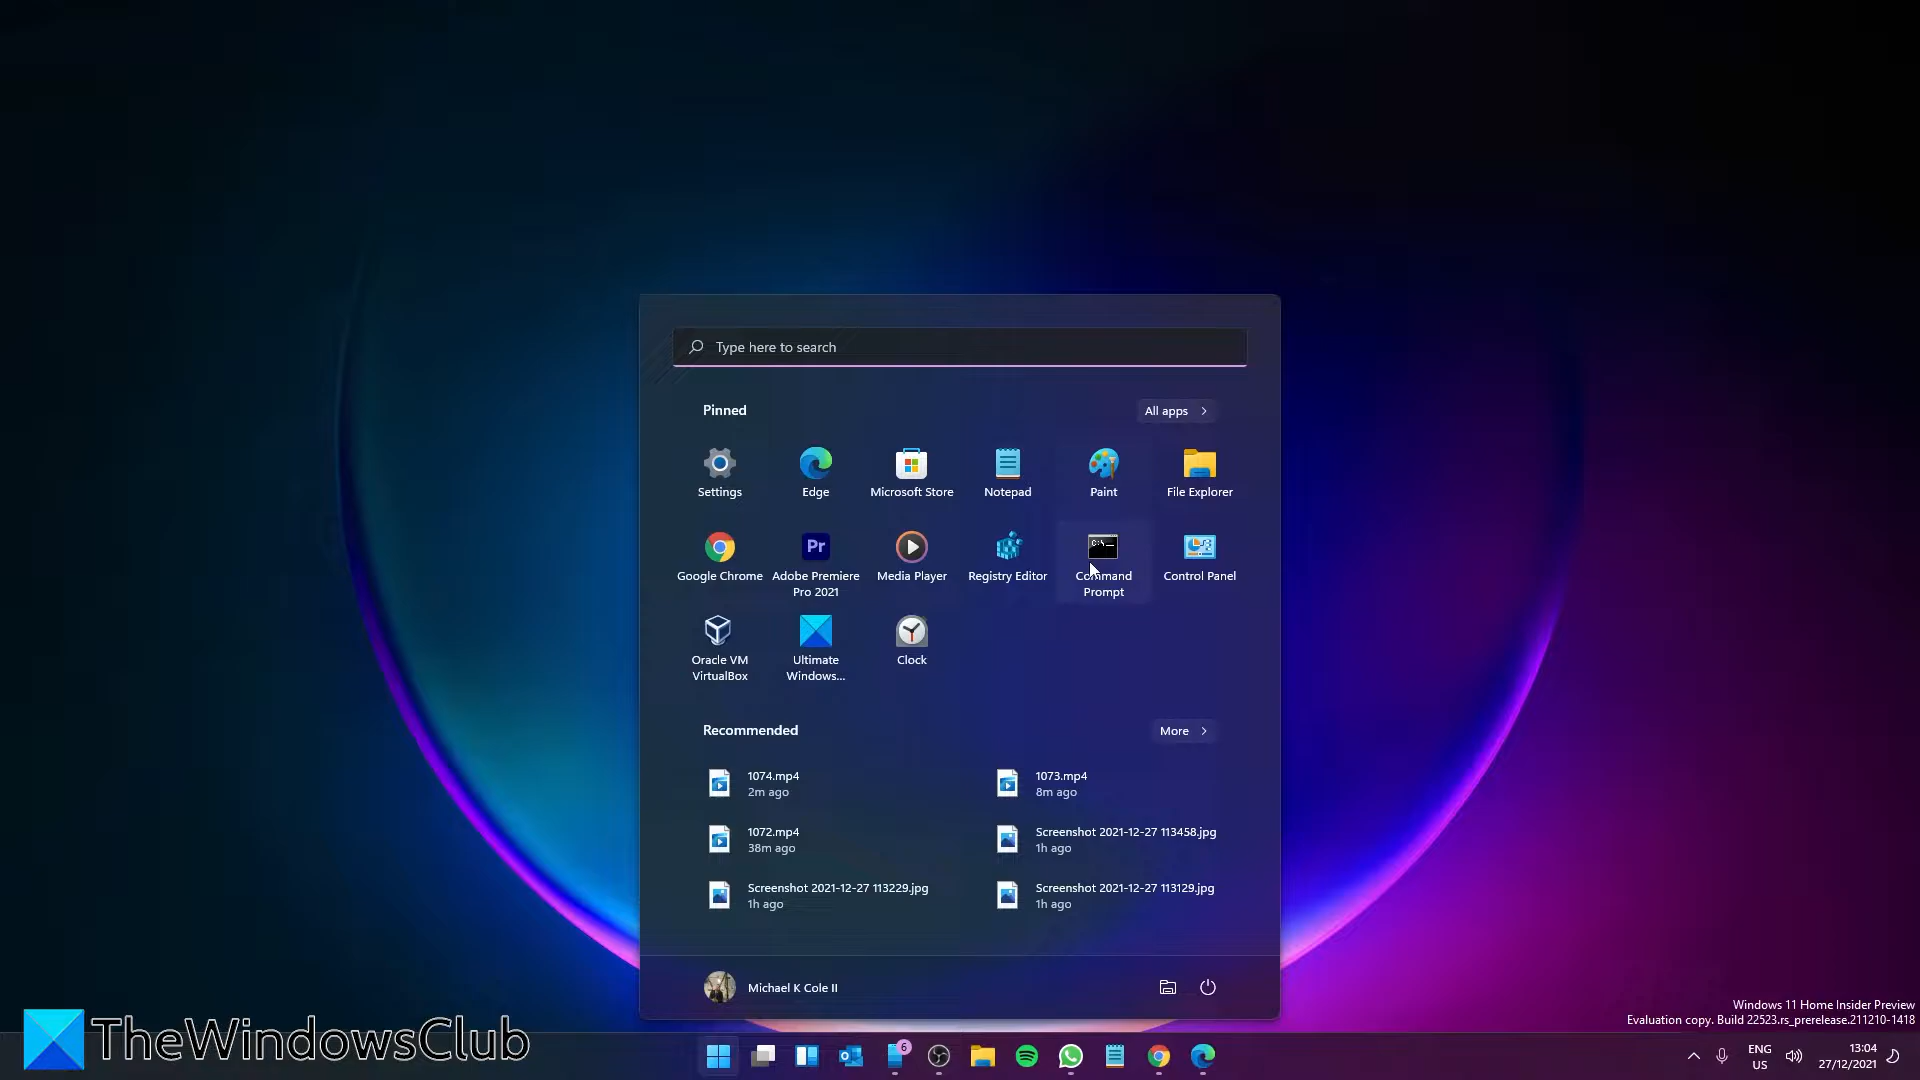 Type here to search
Pinned
All apps
Settings
Edge
Microsoft Store
Notepad
Paint
File Explorer
Google Chrome
Pr
Adobe Premiere
Pro 2021
Media Player
Registry Editor
C:\_
Command
Prompt
Control Panel
Oracle VM
VirtualBox
Ultimate
Windows...
Clock
Recommended
More
1074.mp4
2m ago
1073.mp4
8m ago
1072.mp4
38m ago
Screenshot 2021-12-27 113458.jpg
1h ago
Screenshot 2021-12-27 113229.jpg
1h ago
Screenshot 2021-12-27 113129.jpg
1h ago
Michael K Cole II
Windows 11 Home Insider Preview
Evaluation copy. Build 22523.rs_prerelease.211210-1418
TheWindowsClub
6
ENG
US
13:04
27/12/2021